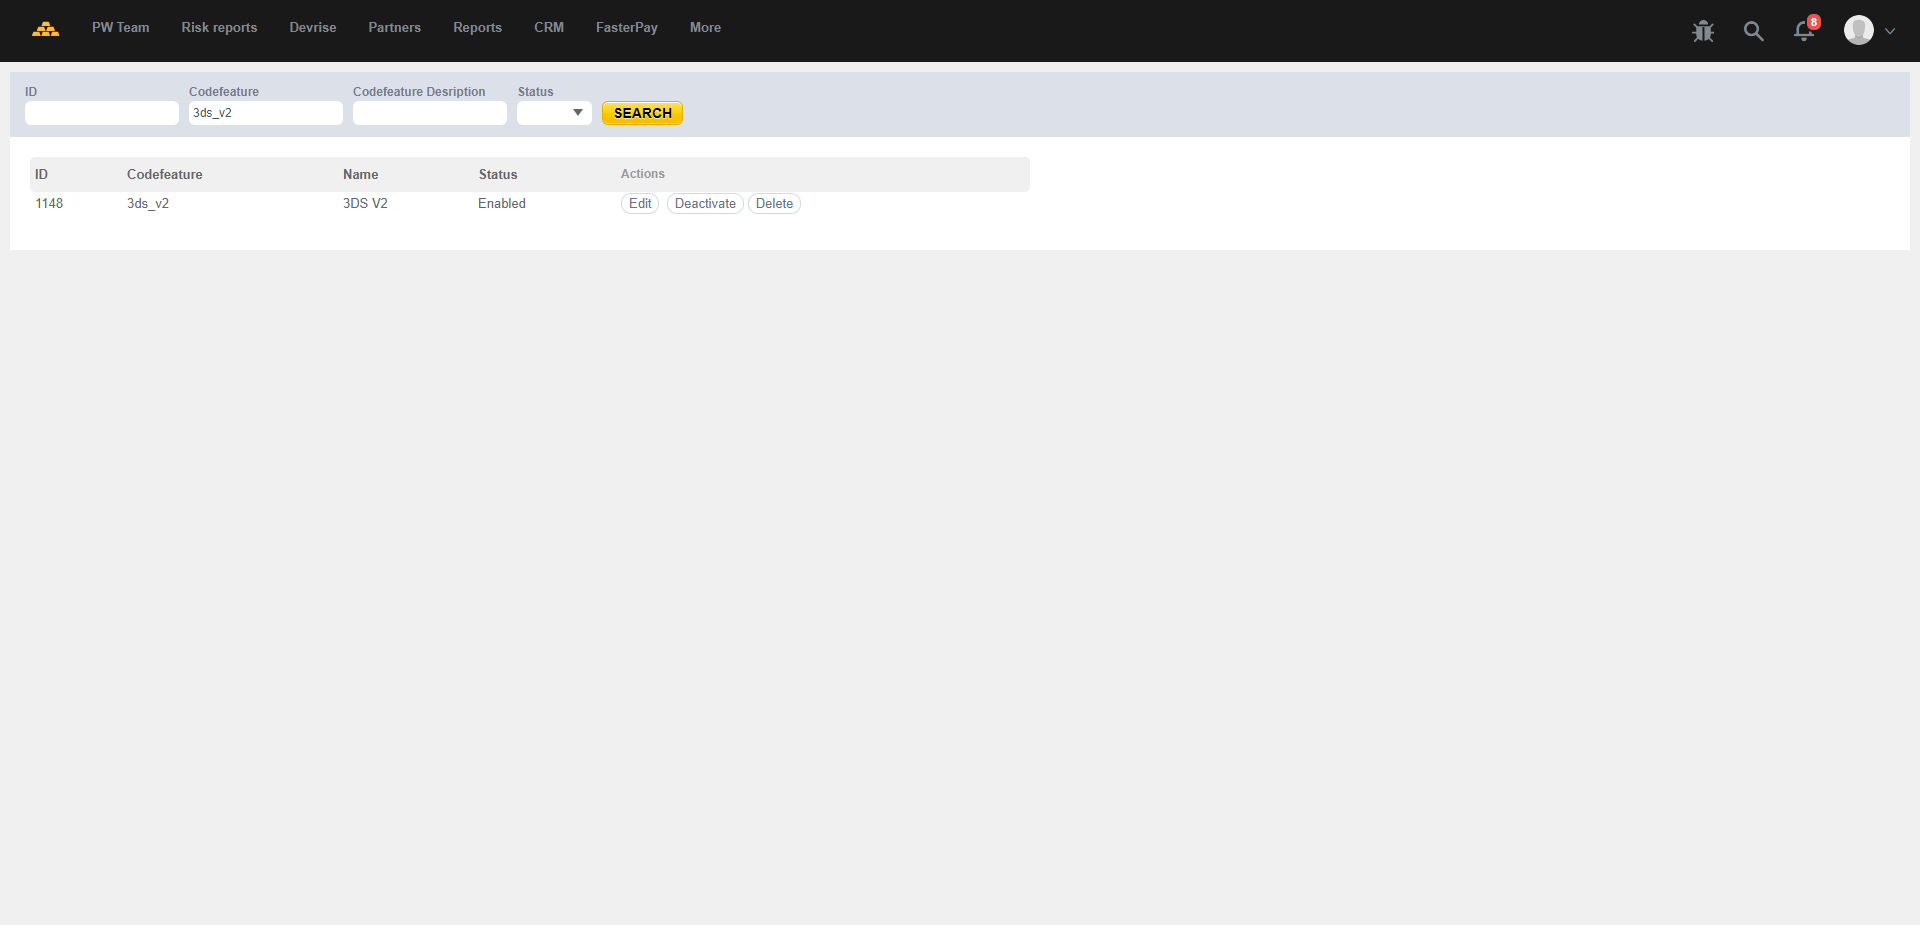 PW Team Risk reports Devrise Partners Reports CRM FasterPay More 8
ID Codefeature Codefeature Desription Status
3ds_v2 SEARCH
ID Codefeature Name Status Actions
1148 3ds_v2 3DS V2 Enabled Edit Deactivate Delete